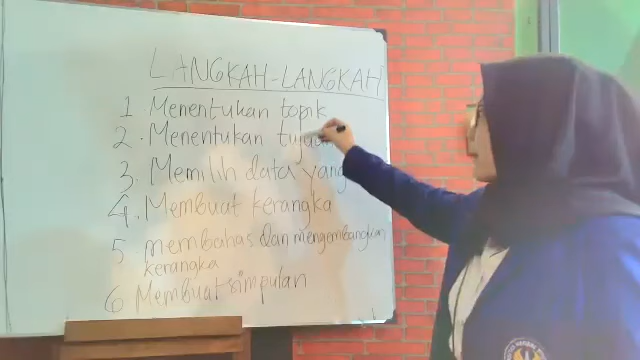 LANGKAH-LANGKAH
1 Menentukan topik
2. Menentukan tujuan
3. Memilih data yang
4. Membuat kerangka
5 membahas dan mengembangkan
kerangka
6 Membuat simpulan